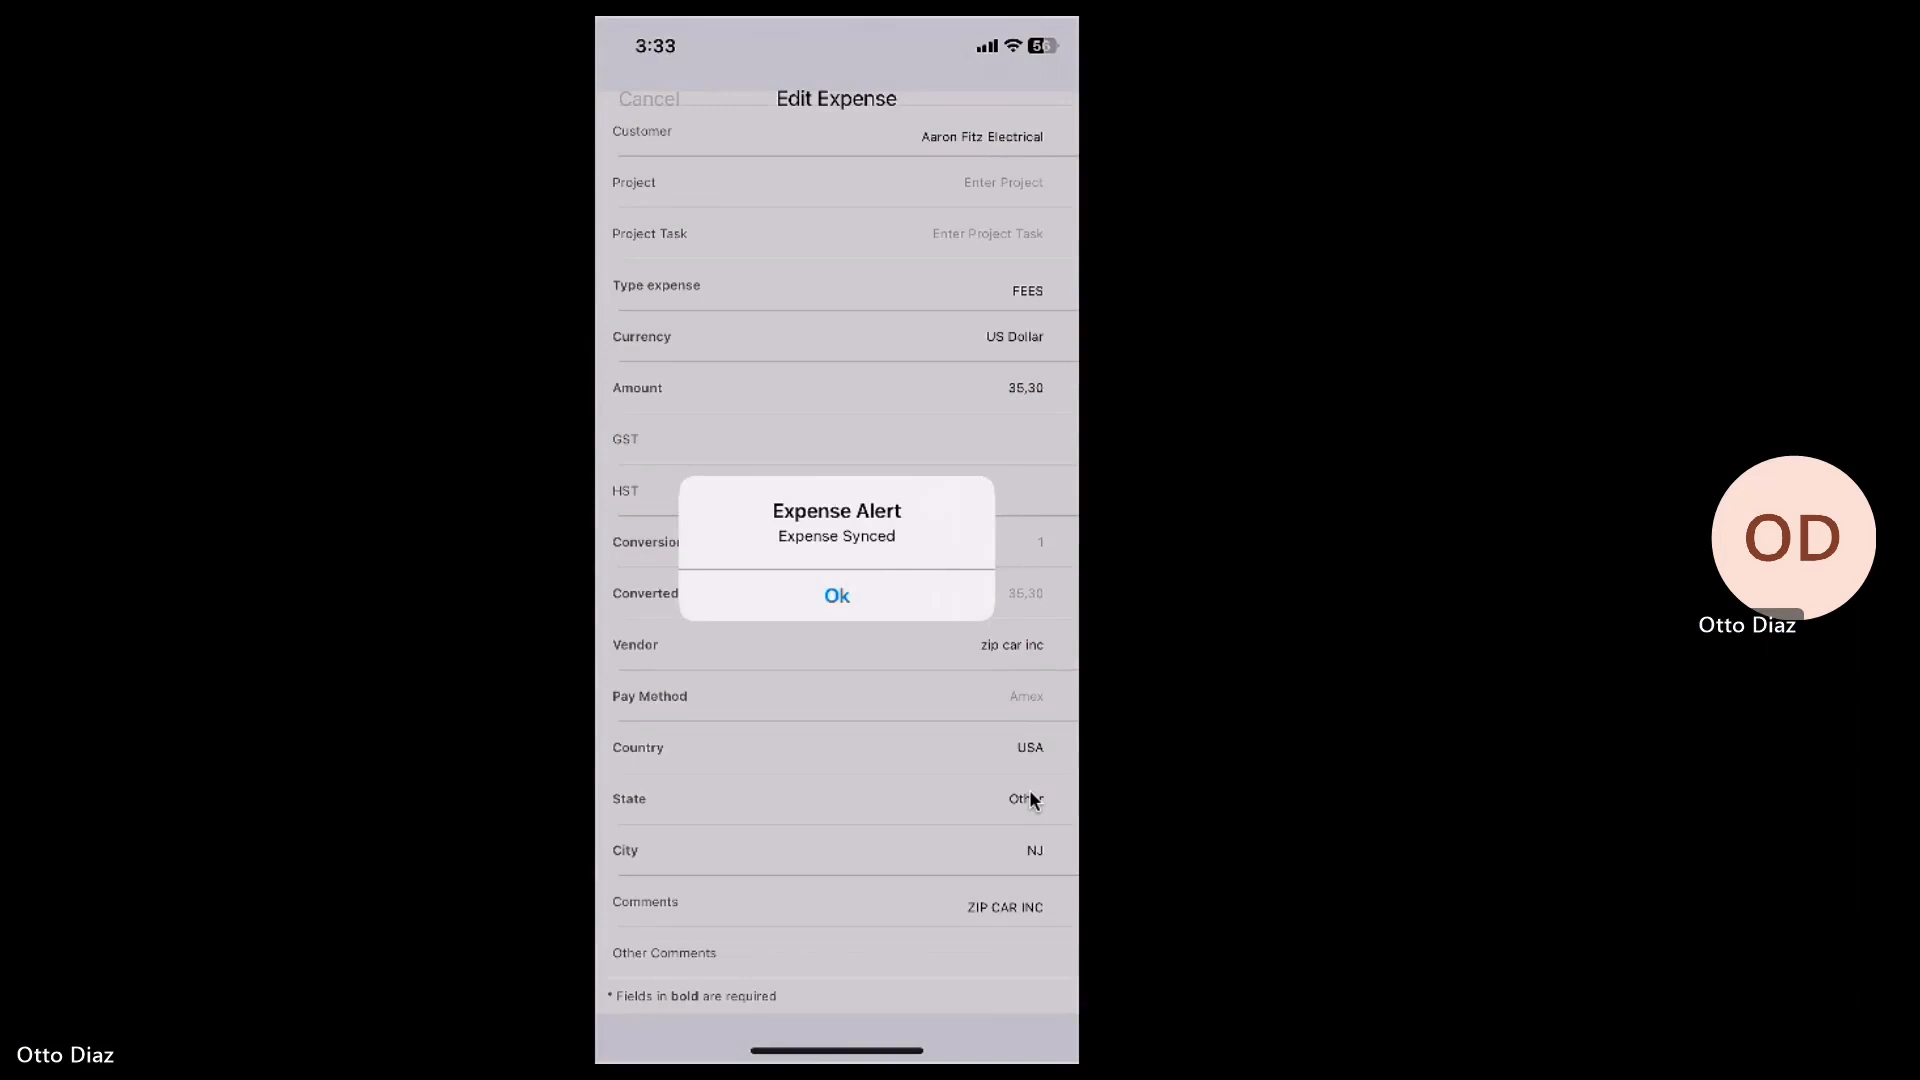 3:33
56
Cancel
Edit Expense
Customer
Aaron Fitz Electrical
Project
Enter Project
Project Task
Enter Project Task
Type expense
FEES
Currency
US Dollar
Amount
35,30
GST
HST
Expense Alert
Expense Synced
Ok
Conversion
1
Converted
35,30
Vendor
zip car inc
Pay Method
Amex
Country
USA
State
Other
City
NJ
Comments
ZIP CAR INC
Other Comments
* Fields in bold are required
OD
Otto Diaz
Otto Diaz